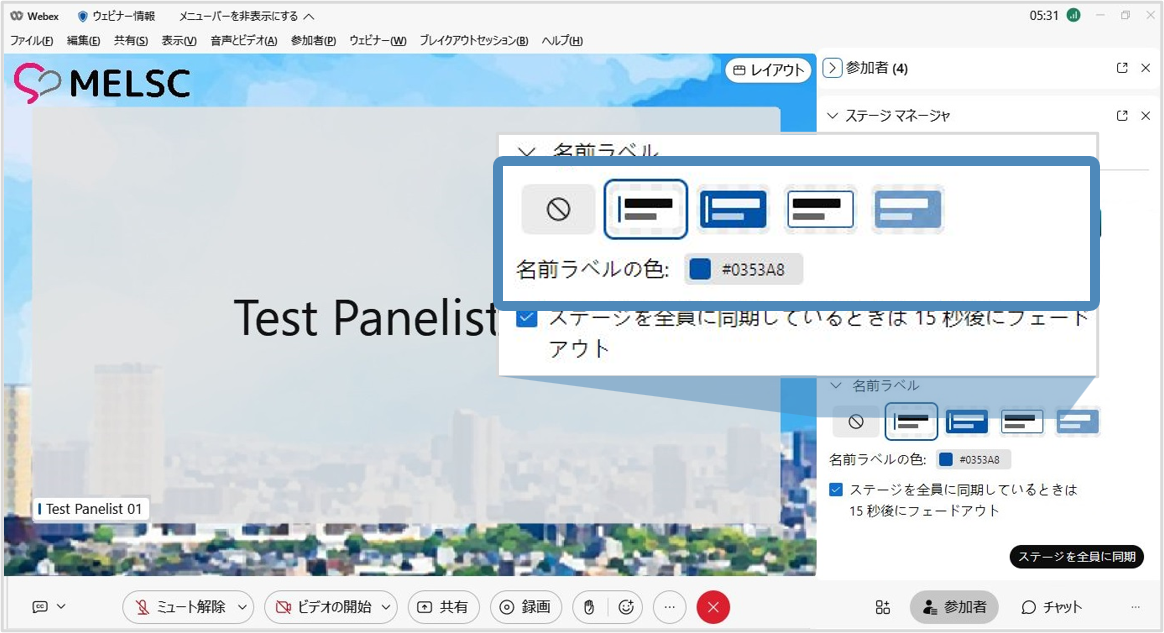 Webex ウェビナー情報 メニューバーを非表示にする 05:31
ファイル(F) 編集(E) 共有(S) 表示(V) 音声とビデオ(A) 参加者(P) ウェビナー(W) ブレイクアウトセッション(B) ヘルプ(H)
MELSC
レイアウト
参加者 (4)
ステージ マネージャ
名前ラベル
名前ラベルの色: #0353A8
ステージを全員に同期しているときは 15 秒後にフェード
アウト
Test Panelist
Test Panelist 01
名前ラベル
名前ラベルの色: #0353A8
ステージを全員に同期しているときは
15 秒後にフェードアウト
ステージを全員に同期
CC ミュート解除 ビデオの開始 共有 録画 参加者 チャット